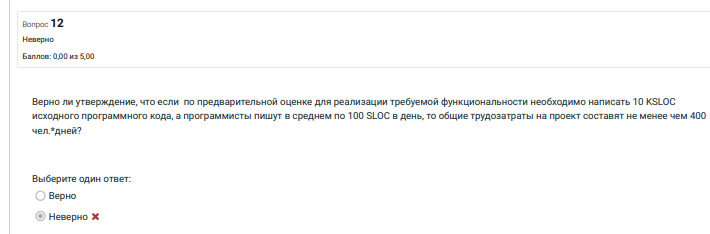 Вопрос 12
Неверно
Баллов: 0,00 из 5,00
Верно ли утверждение, что если по предварительной оценке для реализации требуемой функциональности необходимо написать 10 KSLOC
исходного программного кода, а программисты пишут в среднем по 100 SLOC в день, то общие трудозатраты на проект составят не менее чем 400
чел.*дней?
Выберите один ответ:
Верно
Неверно